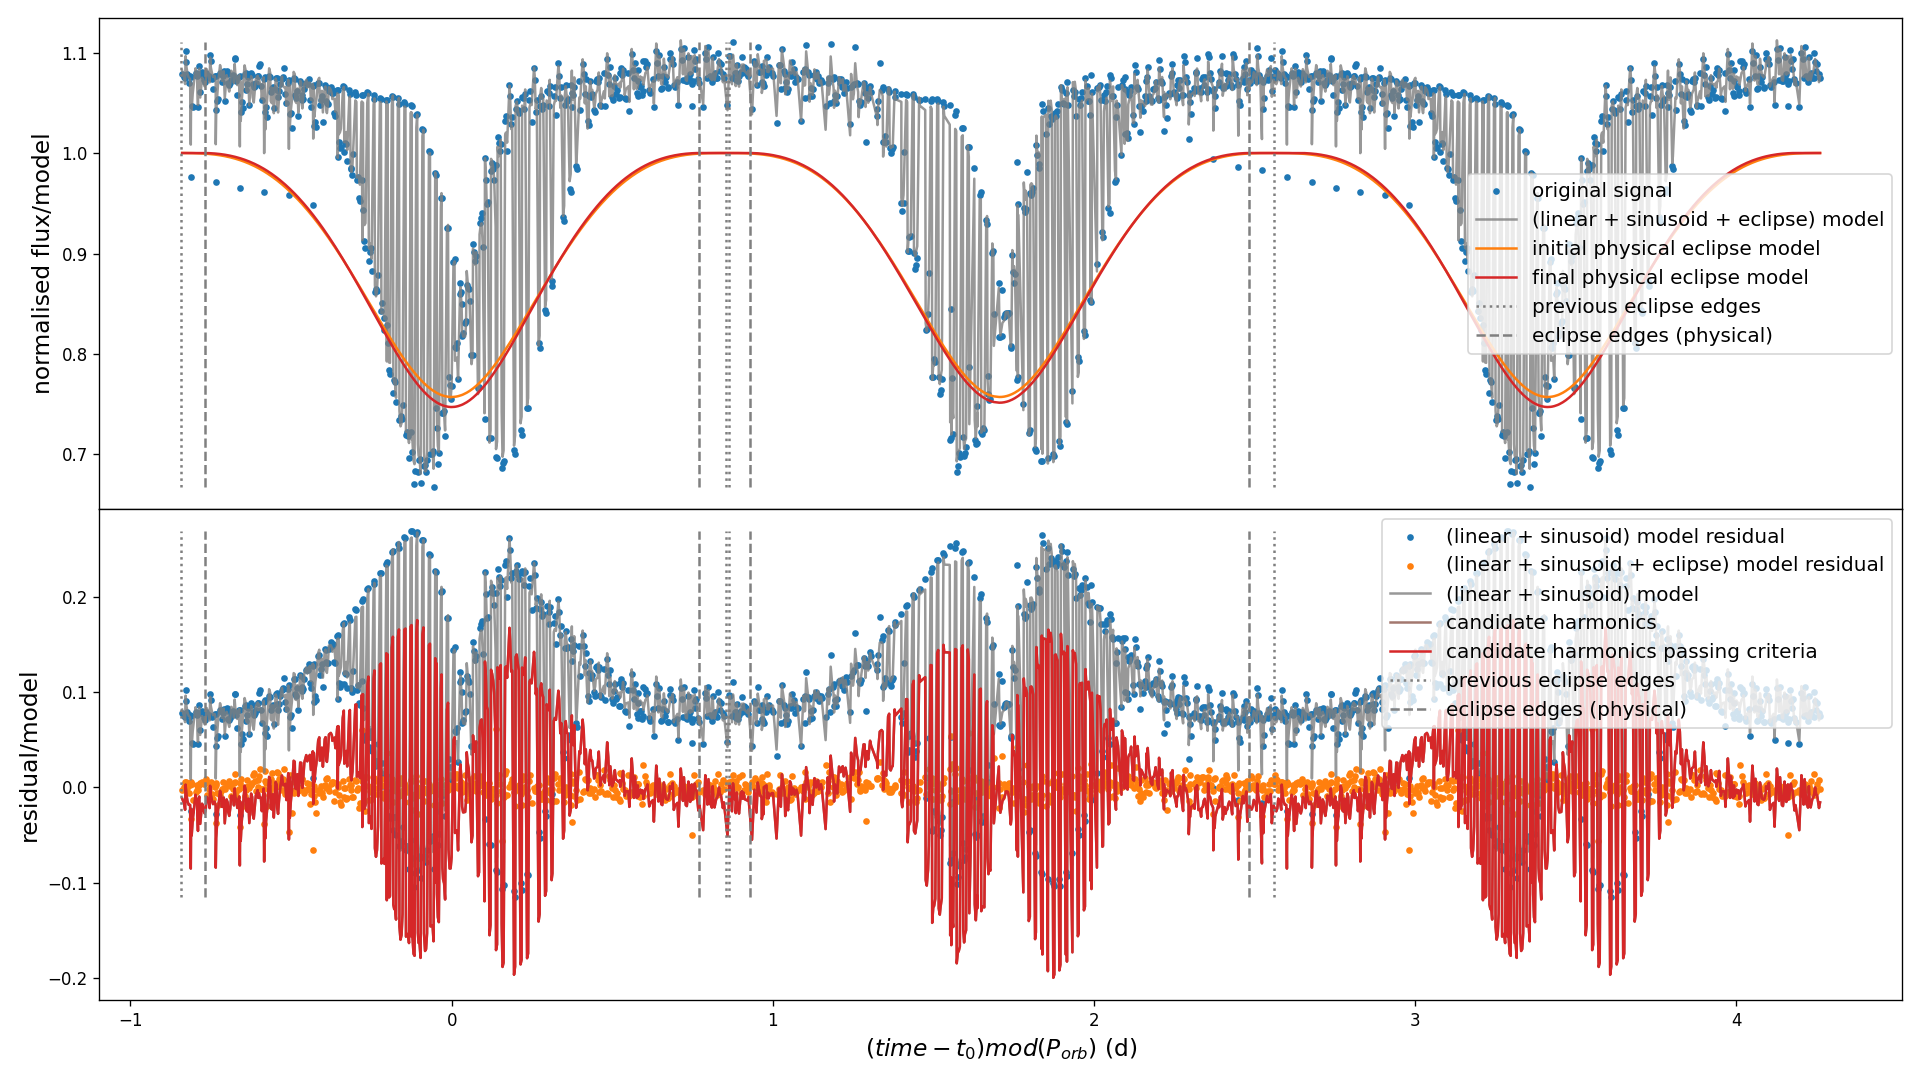 1.1
1.0
0.9
0.8
0.7
normalised flux/model
original signal
(linear + sinusoid + eclipse) model
initial physical eclipse model
final physical eclipse model
previous eclipse edges
eclipse edges (physical)
0.2
0.1
0.0
−0.1
−0.2
residual/model
(linear + sinusoid) model residual
(linear + sinusoid + eclipse) model residual
(linear + sinusoid) model
candidate harmonics
candidate harmonics passing criteria
previous eclipse edges
eclipse edges (physical)
−1 0 1 2 3 4
(time − t₀)mod(P_orb) (d)